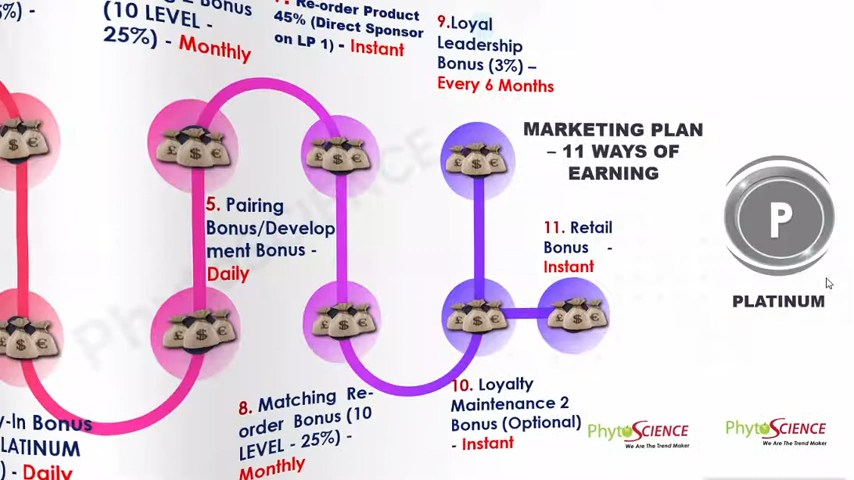 %) -
Bonus
(10 LEVEL -
25%) - Monthly
Re-order Product
45% (Direct Sponsor
on LP 1) - Instant
9.Loyal
Leadership
Bonus (3%) –
Every 6 Months
MARKETING PLAN
– 11 WAYS OF
EARNING
5. Pairing
Bonus/Develop
ment Bonus -
Daily
11. Retail
Bonus -
Instant
P
PLATINUM
8. Matching Re-
order Bonus (10
LEVEL - 25%) -
Monthly
10. Loyalty
Maintenance 2
Bonus (Optional)
- Instant
y-In Bonus
LATINUM
) - Daily
PhytoSCIENCE
We Are The Trend Maker
PhytoSCIENCE
We Are The Trend Maker
PhytoSCIENCE